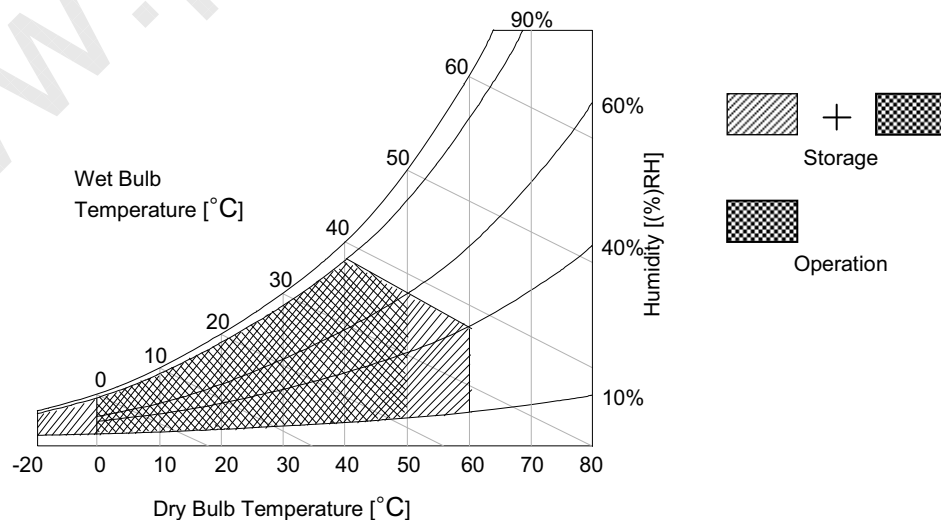 90%
60
60%
50
Wet Bulb
Temperature [°C]
+
Storage
40
40%
Humidity [(%)RH]
30
Operation
20
10
0
10%
-20 0 10 20 30 40 50 60 70 80
Dry Bulb Temperature [°C]